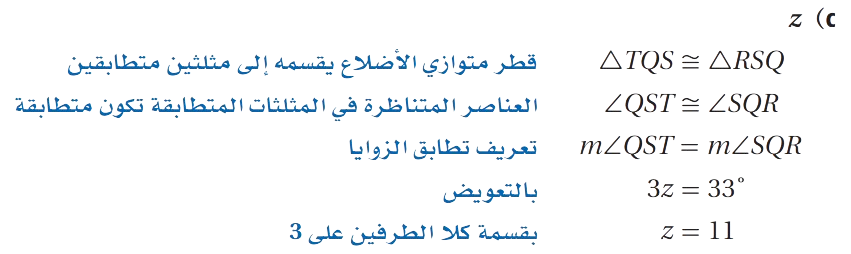 c) z
△TQS ≅ △RSQ قطر متوازي الأضلاع يقسمه إلى مثلثين متطابقين
∠QST ≅ ∠SQR العناصر المتناظرة في المثلثات المتطابقة تكون متطابقة
m∠QST = m∠SQR تعريف تطابق الزوايا
3z = 33° بالتعويض
z = 11 بقسمة كلا الطرفين على 3